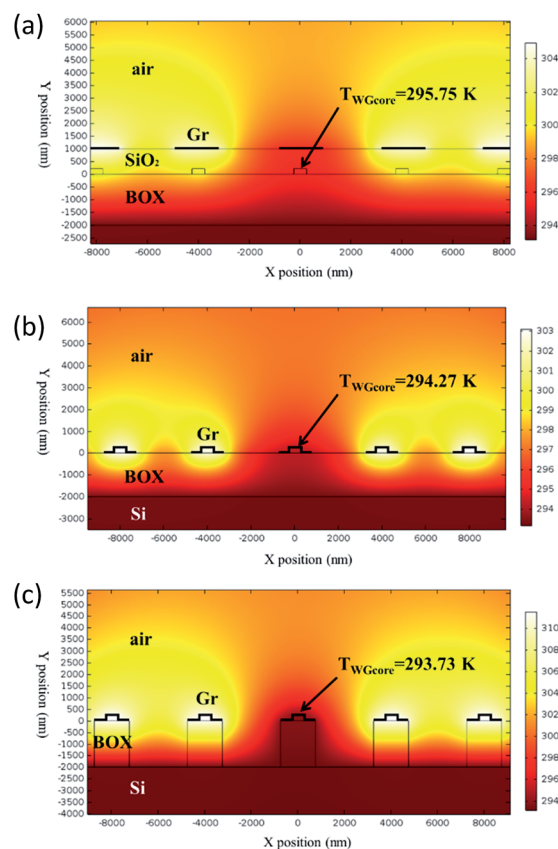 (a)
6000
5500
5000
4500
4000
3500
3000
2500
2000
1500
1000
500
0
-500
-1000
-1500
-2000
-2500
Y position (nm)
air
Gr
SiO₂
BOX
T_WGcore=295.75 K
-8000 -6000 -4000 -2000 0 2000 4000 6000 8000
X position (nm)
304
302
300
298
296
294
(b)
6000
5000
4000
3000
2000
1000
0
-1000
-2000
-3000
Y position (nm)
air
Gr
BOX
Si
T_WGcore=294.27 K
-8000 -6000 -4000 -2000 0 2000 4000 6000 8000
X position (nm)
303
302
301
300
299
298
297
296
295
294
(c)
5500
5000
4500
4000
3500
3000
2500
2000
1500
1000
500
0
-500
-1000
-1500
-2000
-2500
-3000
-3500
-4000
Y position (nm)
air
Gr
BOX
Si
T_WGcore=293.73 K
-8000 -6000 -4000 -2000 0 2000 4000 6000 8000
X position (nm)
310
308
306
304
302
300
298
296
294